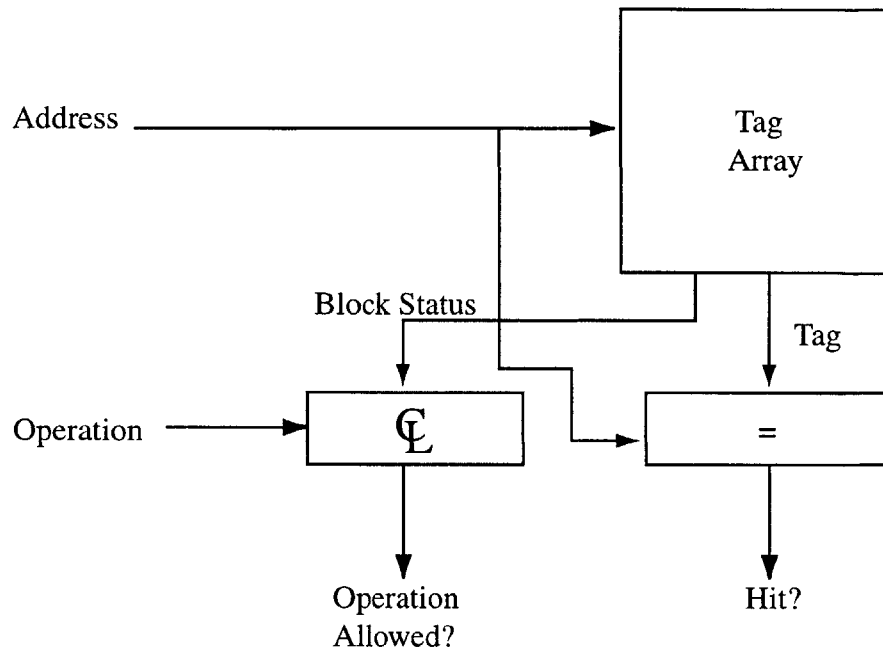 Address
Tag
Array
Block Status
Tag
Operation
CL
=
Operation
Allowed?
Hit?